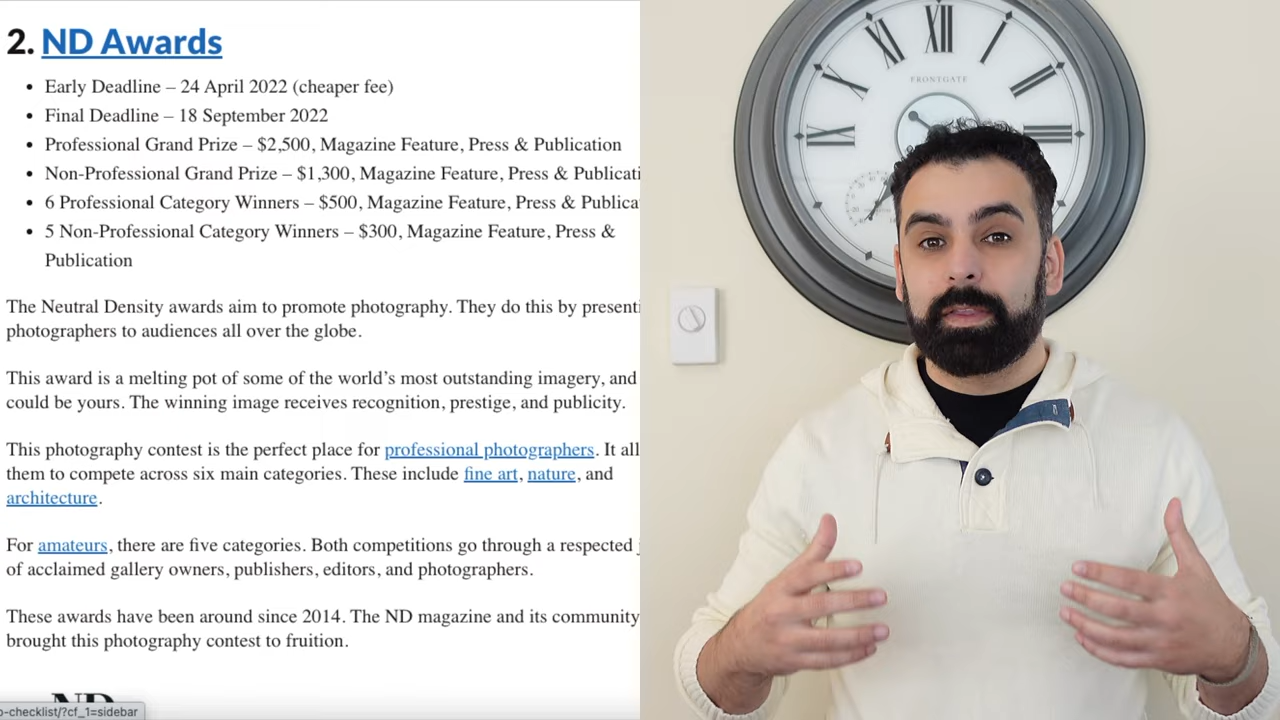 2. ND Awards
Early Deadline – 24 April 2022 (cheaper fee)
Final Deadline – 18 September 2022
Professional Grand Prize – $2,500, Magazine Feature, Press & Publication
Non-Professional Grand Prize – $1,300, Magazine Feature, Press & Publicati
6 Professional Category Winners – $500, Magazine Feature, Press & Publica
5 Non-Professional Category Winners – $300, Magazine Feature, Press &
Publication
The Neutral Density awards aim to promote photography. They do this by presenti
photographers to audiences all over the globe.
This award is a melting pot of some of the world’s most outstanding imagery, and
could be yours. The winning image receives recognition, prestige, and publicity.
This photography contest is the perfect place for professional photographers. It all
them to compete across six main categories. These include fine art, nature, and
architecture.
For amateurs, there are five categories. Both competitions go through a respected j
of acclaimed gallery owners, publishers, editors, and photographers.
These awards have been around since 2014. The ND magazine and its community
brought this photography contest to fruition.
ND
o-checklist/?cf_1=sidebar
XI XII I
X II
FRONTGATE
IX III